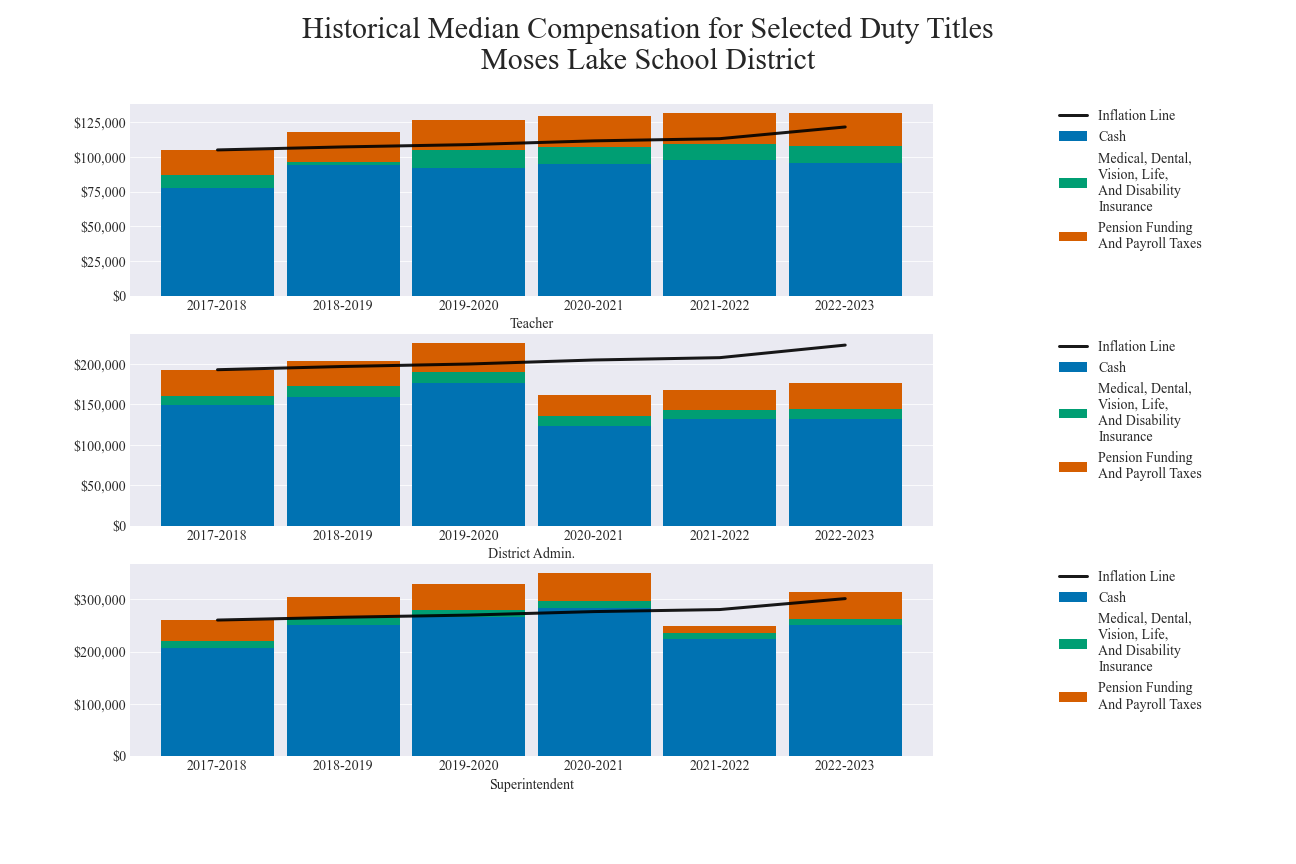 Historical Median Compensation for Selected Duty Titles
Moses Lake School District
$125,000
$100,000
$75,000
$50,000
$25,000
$0
2017-2018 2018-2019 2019-2020 2020-2021 2021-2022 2022-2023
Teacher
Inflation Line
Cash
Medical, Dental,
Vision, Life,
And Disability
Insurance
Pension Funding
And Payroll Taxes
$200,000
$150,000
$100,000
$50,000
$0
2017-2018 2018-2019 2019-2020 2020-2021 2021-2022 2022-2023
District Admin.
Inflation Line
Cash
Medical, Dental,
Vision, Life,
And Disability
Insurance
Pension Funding
And Payroll Taxes
$300,000
$200,000
$100,000
$0
2017-2018 2018-2019 2019-2020 2020-2021 2021-2022 2022-2023
Superintendent
Inflation Line
Cash
Medical, Dental,
Vision, Life,
And Disability
Insurance
Pension Funding
And Payroll Taxes